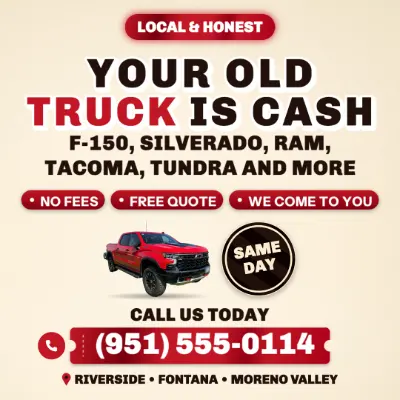 LOCAL & HONEST
YOUR OLD
TRUCK IS CASH
F-150, SILVERADO, RAM,
TACOMA, TUNDRA AND MORE
• NO FEES • FREE QUOTE • WE COME TO YOU
SAME
DAY
CALL US TODAY
(951) 555-0114
RIVERSIDE • FONTANA • MORENO VALLEY